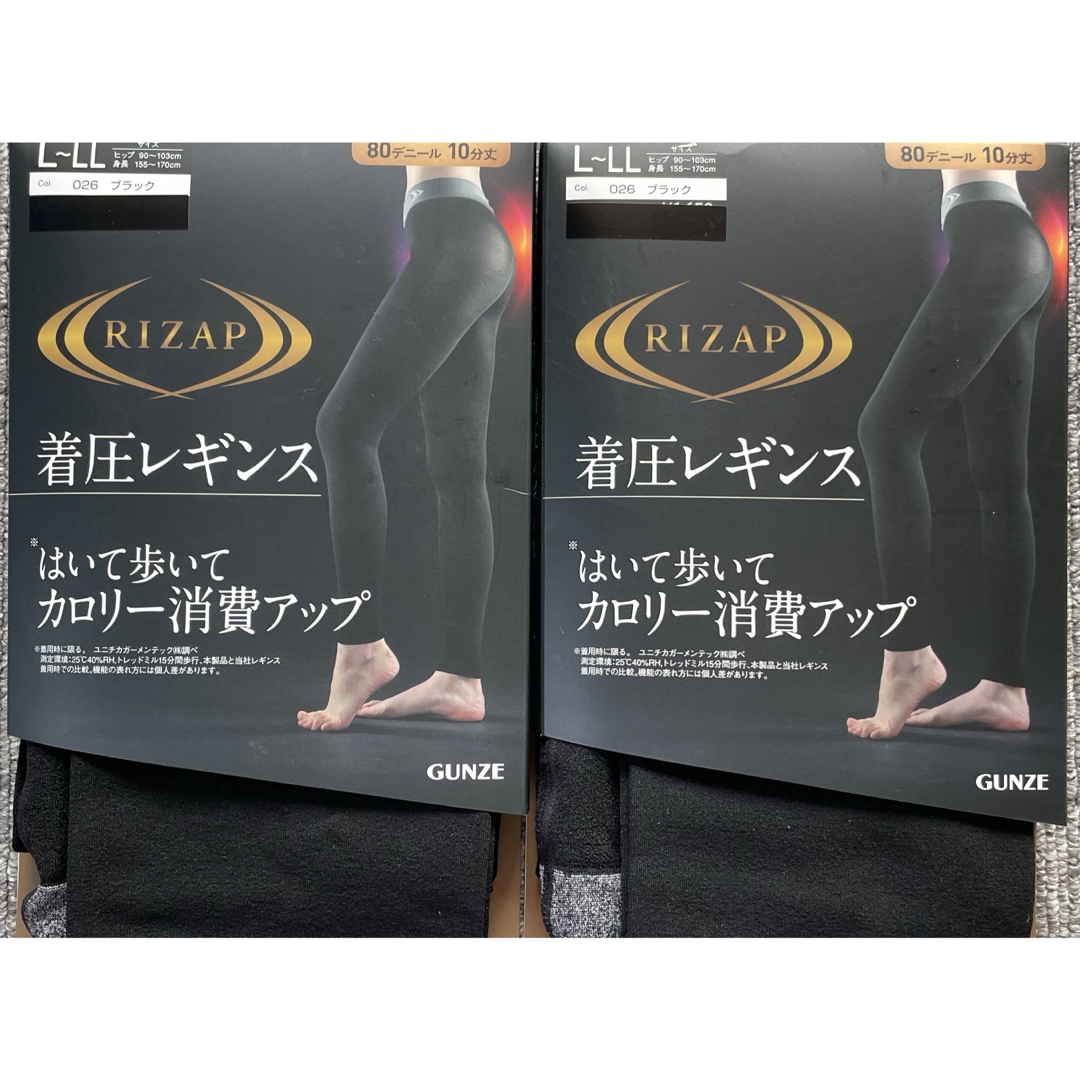 L~LL
サイズ
ヒップ 90~103cm
身長 155~170cm
80デニール 10分丈
Col. 026 ブラック
RIZAP
着圧レギンス
※はいて歩いて
カロリー消費アップ
※着用時に限る。 ユニチカガーメンテック㈱調べ
測定環境:25℃40%RH、トレッドミル15分間歩行、本製品と当社レギンス
着用時での比較。機能の表れ方には個人差があります。
GUNZE
L~LL
サイズ
ヒップ 90~103cm
身長 155~170cm
80デニール 10分丈
Col. 026 ブラック
RIZAP
着圧レギンス
※はいて歩いて
カロリー消費アップ
※着用時に限る。 ユニチカガーメンテック㈱調べ
測定環境:25℃40%RH、トレッドミル15分間歩行、本製品と当社レギンス
着用時での比較。機能の表れ方には個人差があります。
GUNZE